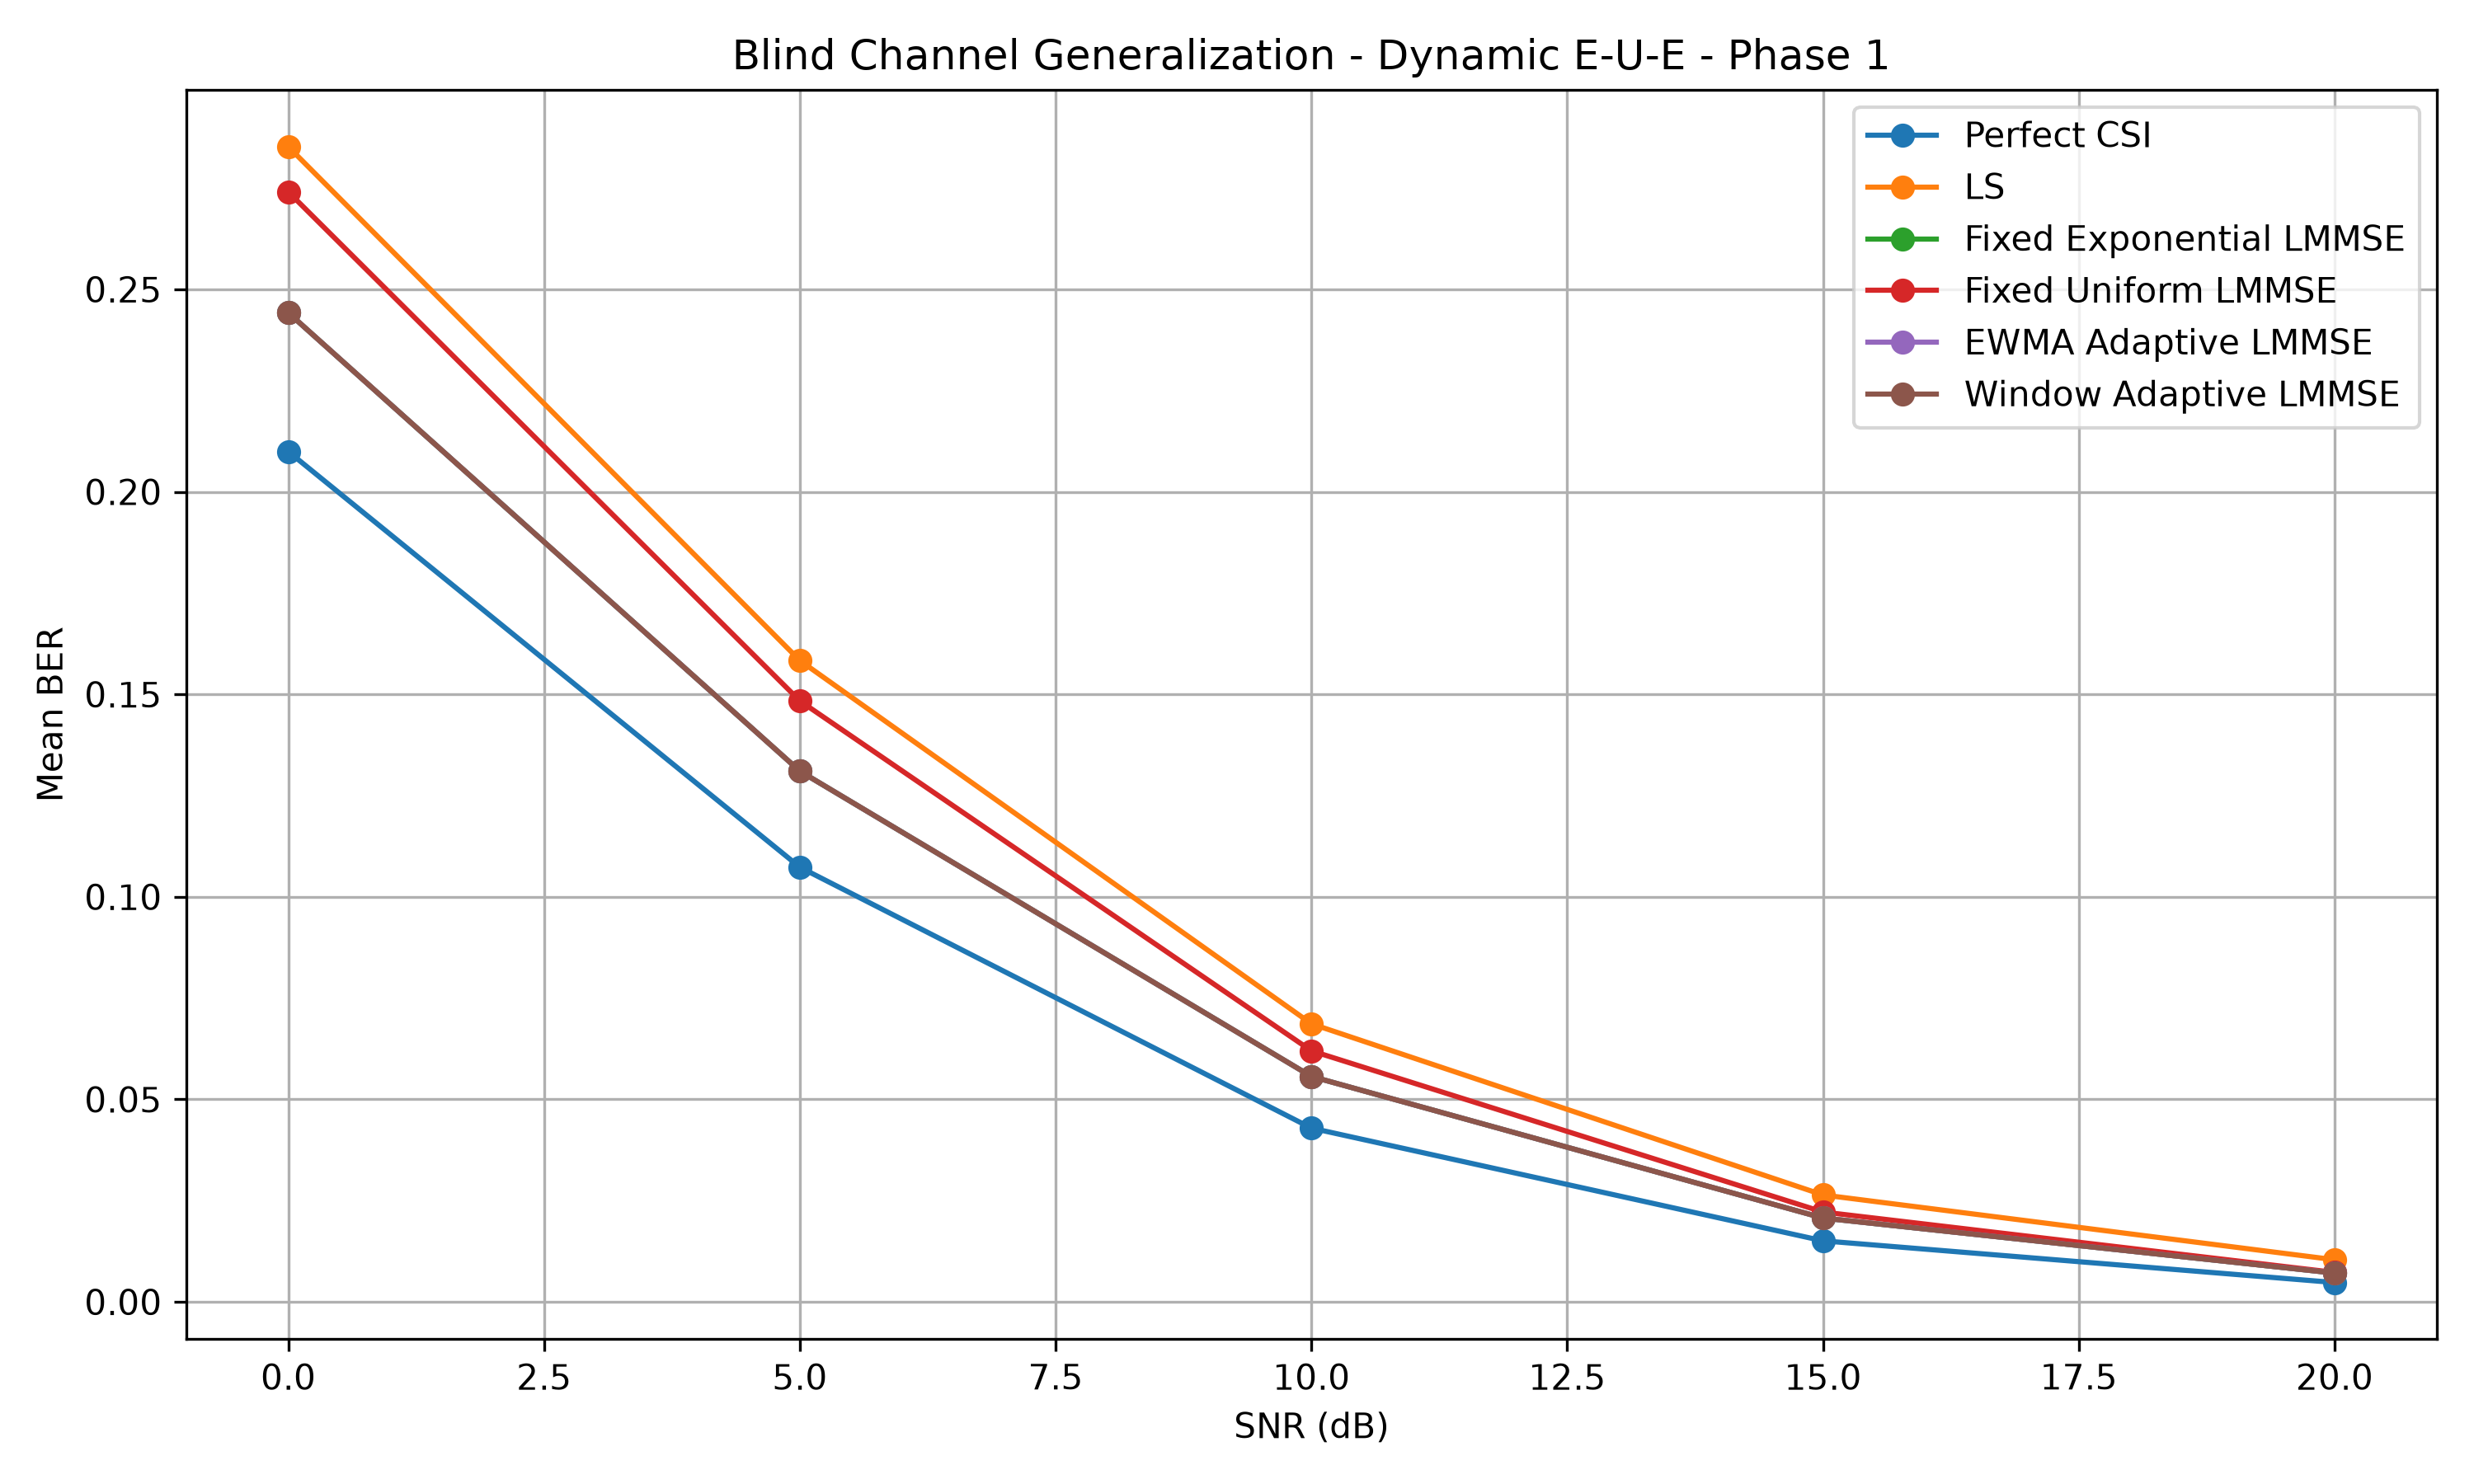 Blind Channel Generalization - Dynamic E-U-E - Phase 1
Perfect CSI
LS
Fixed Exponential LMMSE
Fixed Uniform LMMSE
EWMA Adaptive LMMSE
Window Adaptive LMMSE
Mean BER
0.25
0.20
0.15
0.10
0.05
0.00
0.0 2.5 5.0 7.5 10.0 12.5 15.0 17.5 20.0
SNR (dB)